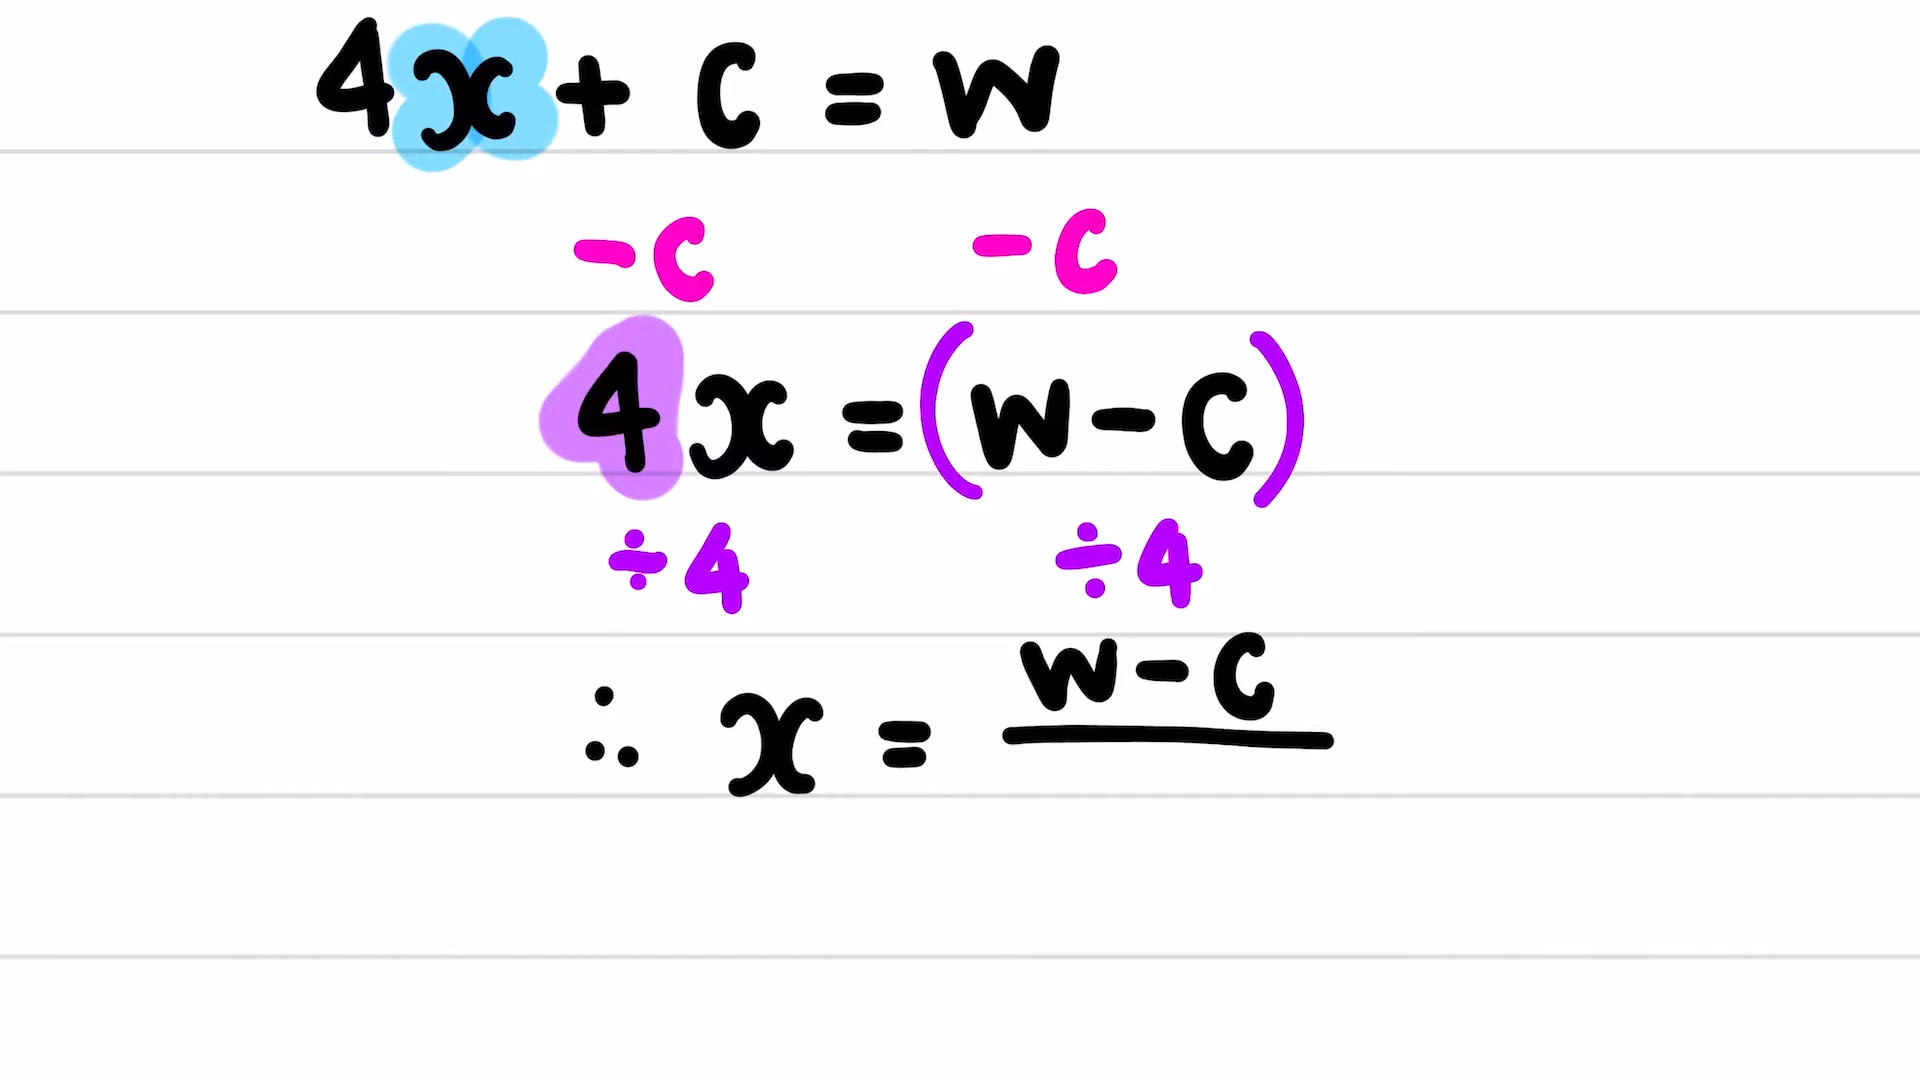 4x + c = w
-c -c
4x = (w - c)
÷4 ÷4
w - c
∴ x =